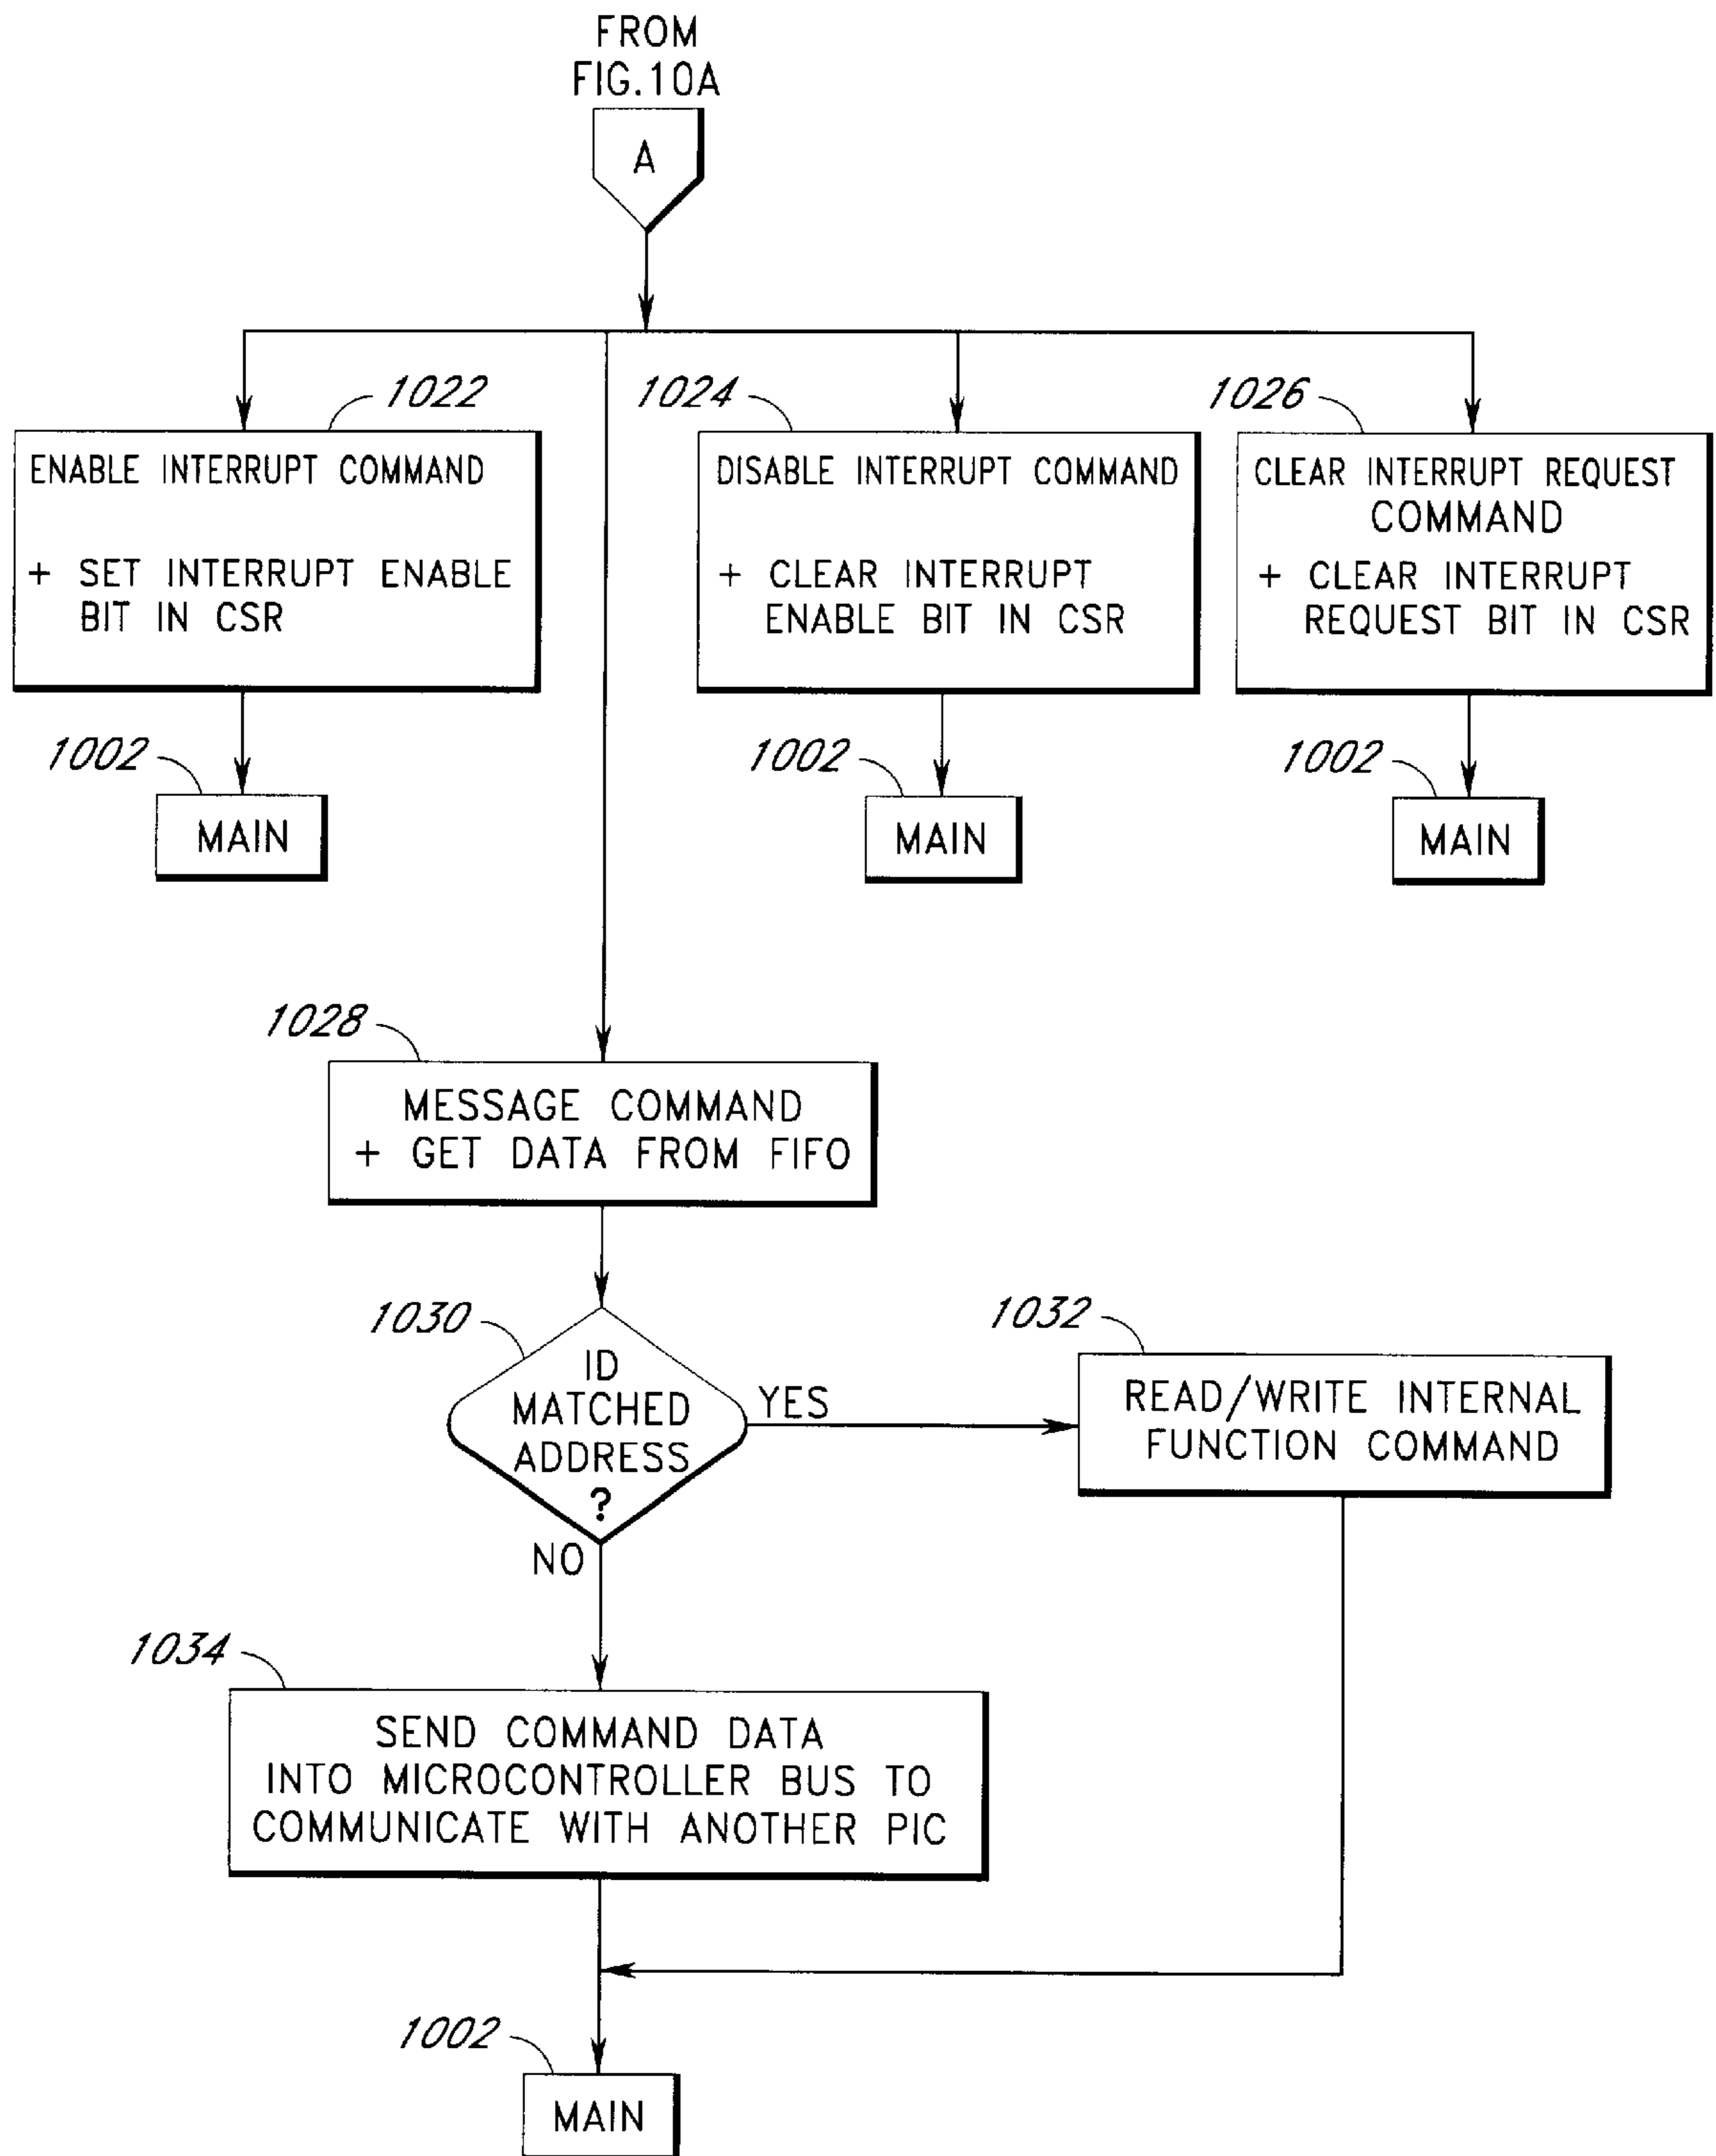 FROM
FIG.10A
A
1022
ENABLE INTERRUPT COMMAND
+ SET INTERRUPT ENABLE
BIT IN CSR
1002
MAIN
1024
DISABLE INTERRUPT COMMAND
+ CLEAR INTERRUPT
ENABLE BIT IN CSR
1002
MAIN
1026
CLEAR INTERRUPT REQUEST
COMMAND
+ CLEAR INTERRUPT
REQUEST BIT IN CSR
1002
MAIN
1028
MESSAGE COMMAND
+ GET DATA FROM FIFO
1030
ID
MATCHED
ADDRESS
?
YES
1032
READ/WRITE INTERNAL
FUNCTION COMMAND
NO
1034
SEND COMMAND DATA
INTO MICROCONTROLLER BUS TO
COMMUNICATE WITH ANOTHER PIC
1002
MAIN